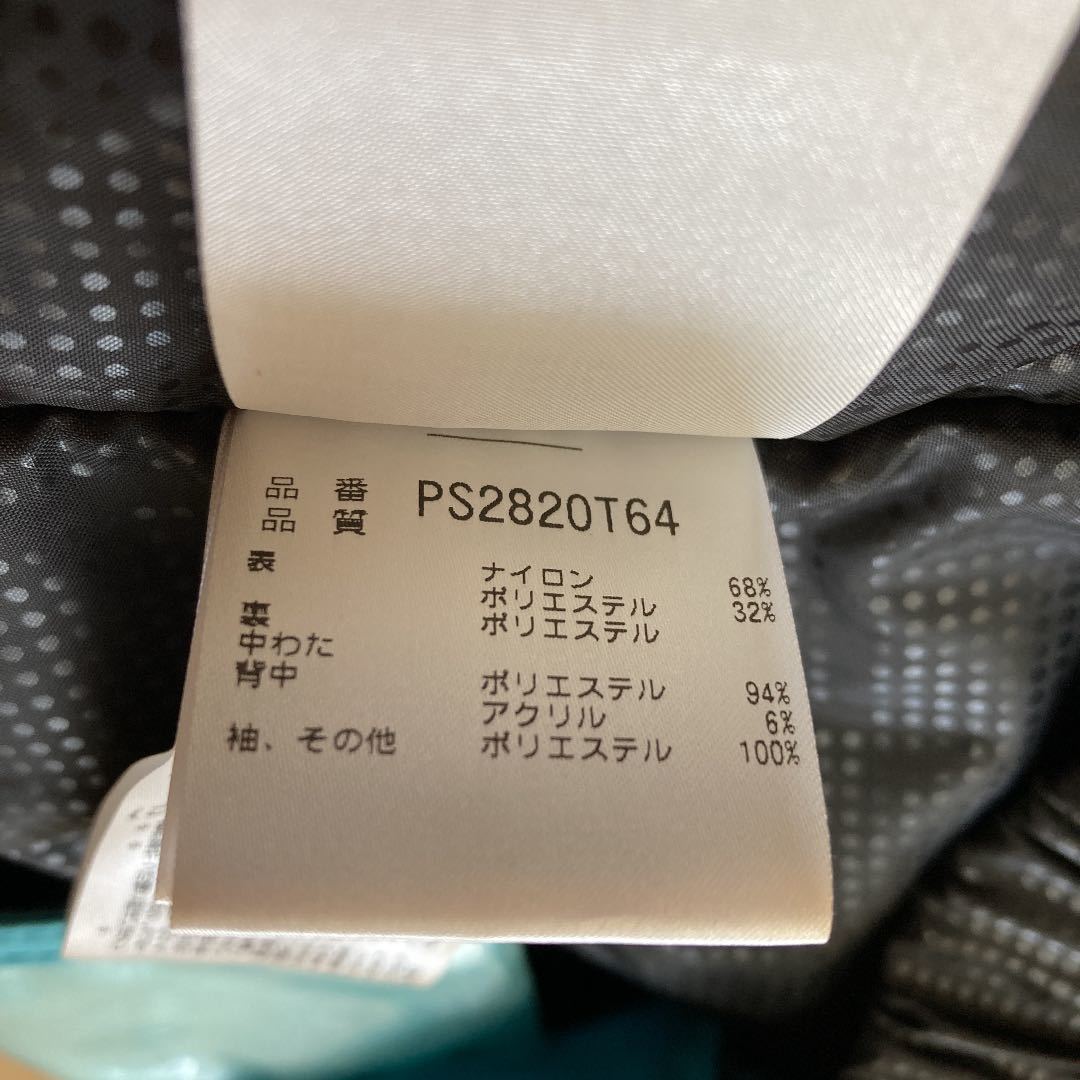 品 番 PS2820T64
品 質
表 ナイロン 68%
ポリエステル 32%
裏 ポリエステル
中わた
背中 ポリエステル 94%
アクリル 6%
袖、その他 ポリエステル 100%